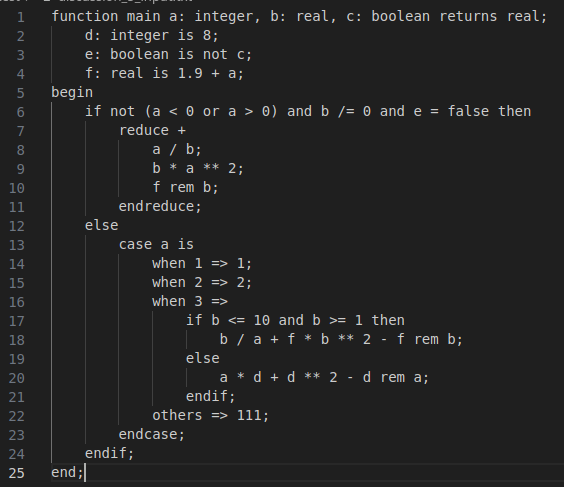 1 function main a: integer, b: real, c: boolean returns real;
2     d: integer is 8;
3     e: boolean is not c;
4     f: real is 1.9 + a;
5 begin
6     if not (a < 0 or a > 0) and b /= 0 and e = false then
7         reduce +
8             a / b;
9             b * a ** 2;
10             f rem b;
11         endreduce;
12     else
13         case a is
14             when 1 => 1;
15             when 2 => 2;
16             when 3 =>
17                 if b <= 10 and b >= 1 then
18                     b / a + f * b ** 2 - f rem b;
19                 else
20                     a * d + d ** 2 - d rem a;
21                 endif;
22             others => 111;
23         endcase;
24     endif;
25 end;